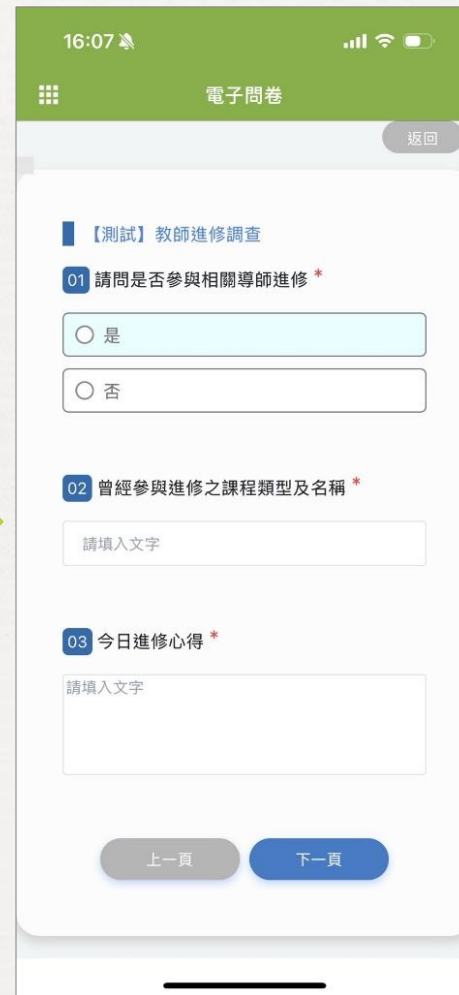 16:07
電子問卷
返回
【測試】教師進修調查
01 請問是否參與相關導師進修 *
是
否
02 曾經參與進修之課程類型及名稱 *
請填入文字
03 今日進修心得 *
請填入文字
上一頁 下一頁